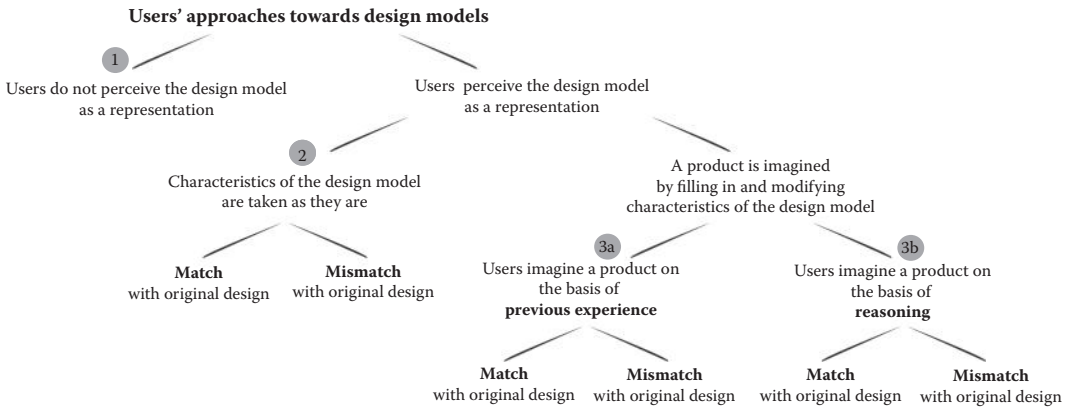 Users’ approaches towards design models
1
Users do not perceive the design model
as a representation
Users perceive the design model
as a representation
2
Characteristics of the design model
are taken as they are
A product is imagined
by filling in and modifying
characteristics of the design model
Match
with original design
Mismatch
with original design
3a
Users imagine a product on
the basis of
previous experience
3b
Users imagine a product on
the basis of
reasoning
Match
with original design
Mismatch
with original design
Match
with original design
Mismatch
with original design